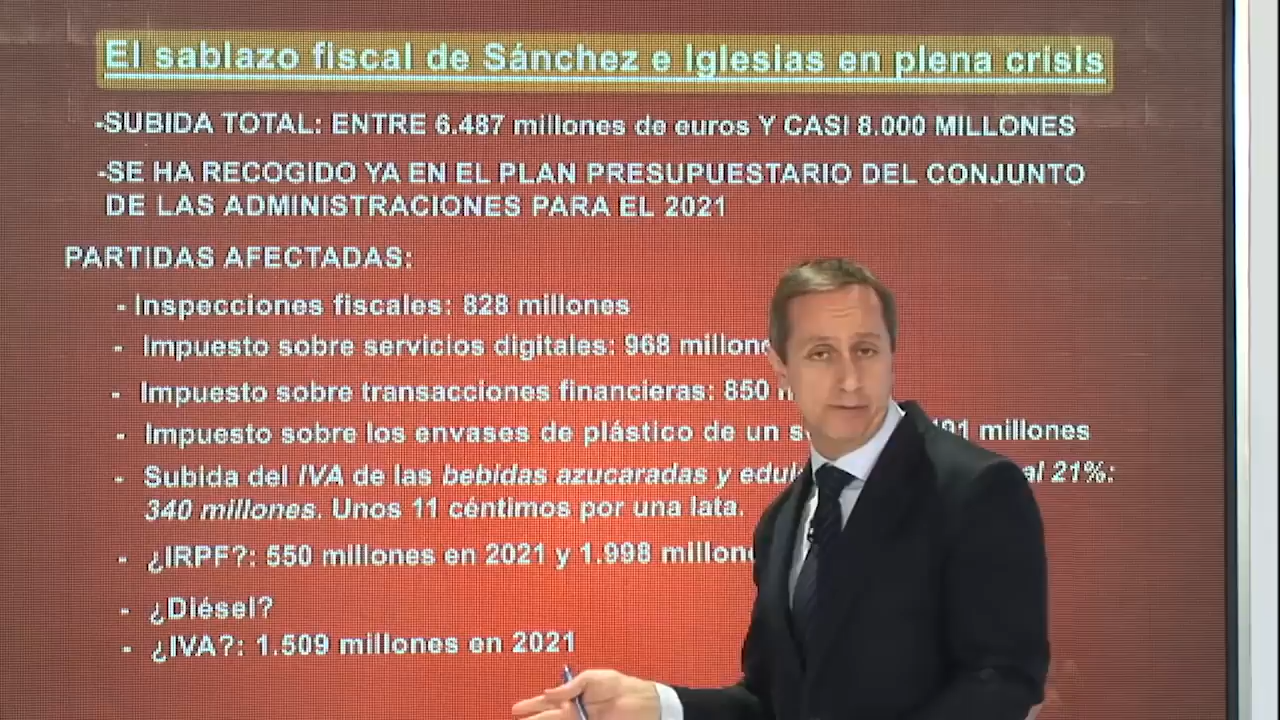 El sablazo fiscal de Sánchez e Iglesias en plena crisis
-SUBIDA TOTAL: ENTRE 6.487 millones de euros Y CASI 8.000 MILLONES
-SE HA RECOGIDO YA EN EL PLAN PRESUPUESTARIO DEL CONJUNTO
DE LAS ADMINISTRACIONES PARA EL 2021
PARTIDAS AFECTADAS:
- Inspecciones fiscales: 828 millones
- Impuesto sobre servicios digitales: 968
- Impuesto sobre transacciones financieras: 850
- Impuesto sobre los envases de plástico de un millones
- Subida del IVA de las bebidas azucaradas y al 21%:
340 millones. Unos 11 céntimos por una lata.
- ¿IRPF?: 550 millones en 2021 y 1.998
- ¿Diésel?
- ¿IVA?: 1.509 millones en 2021